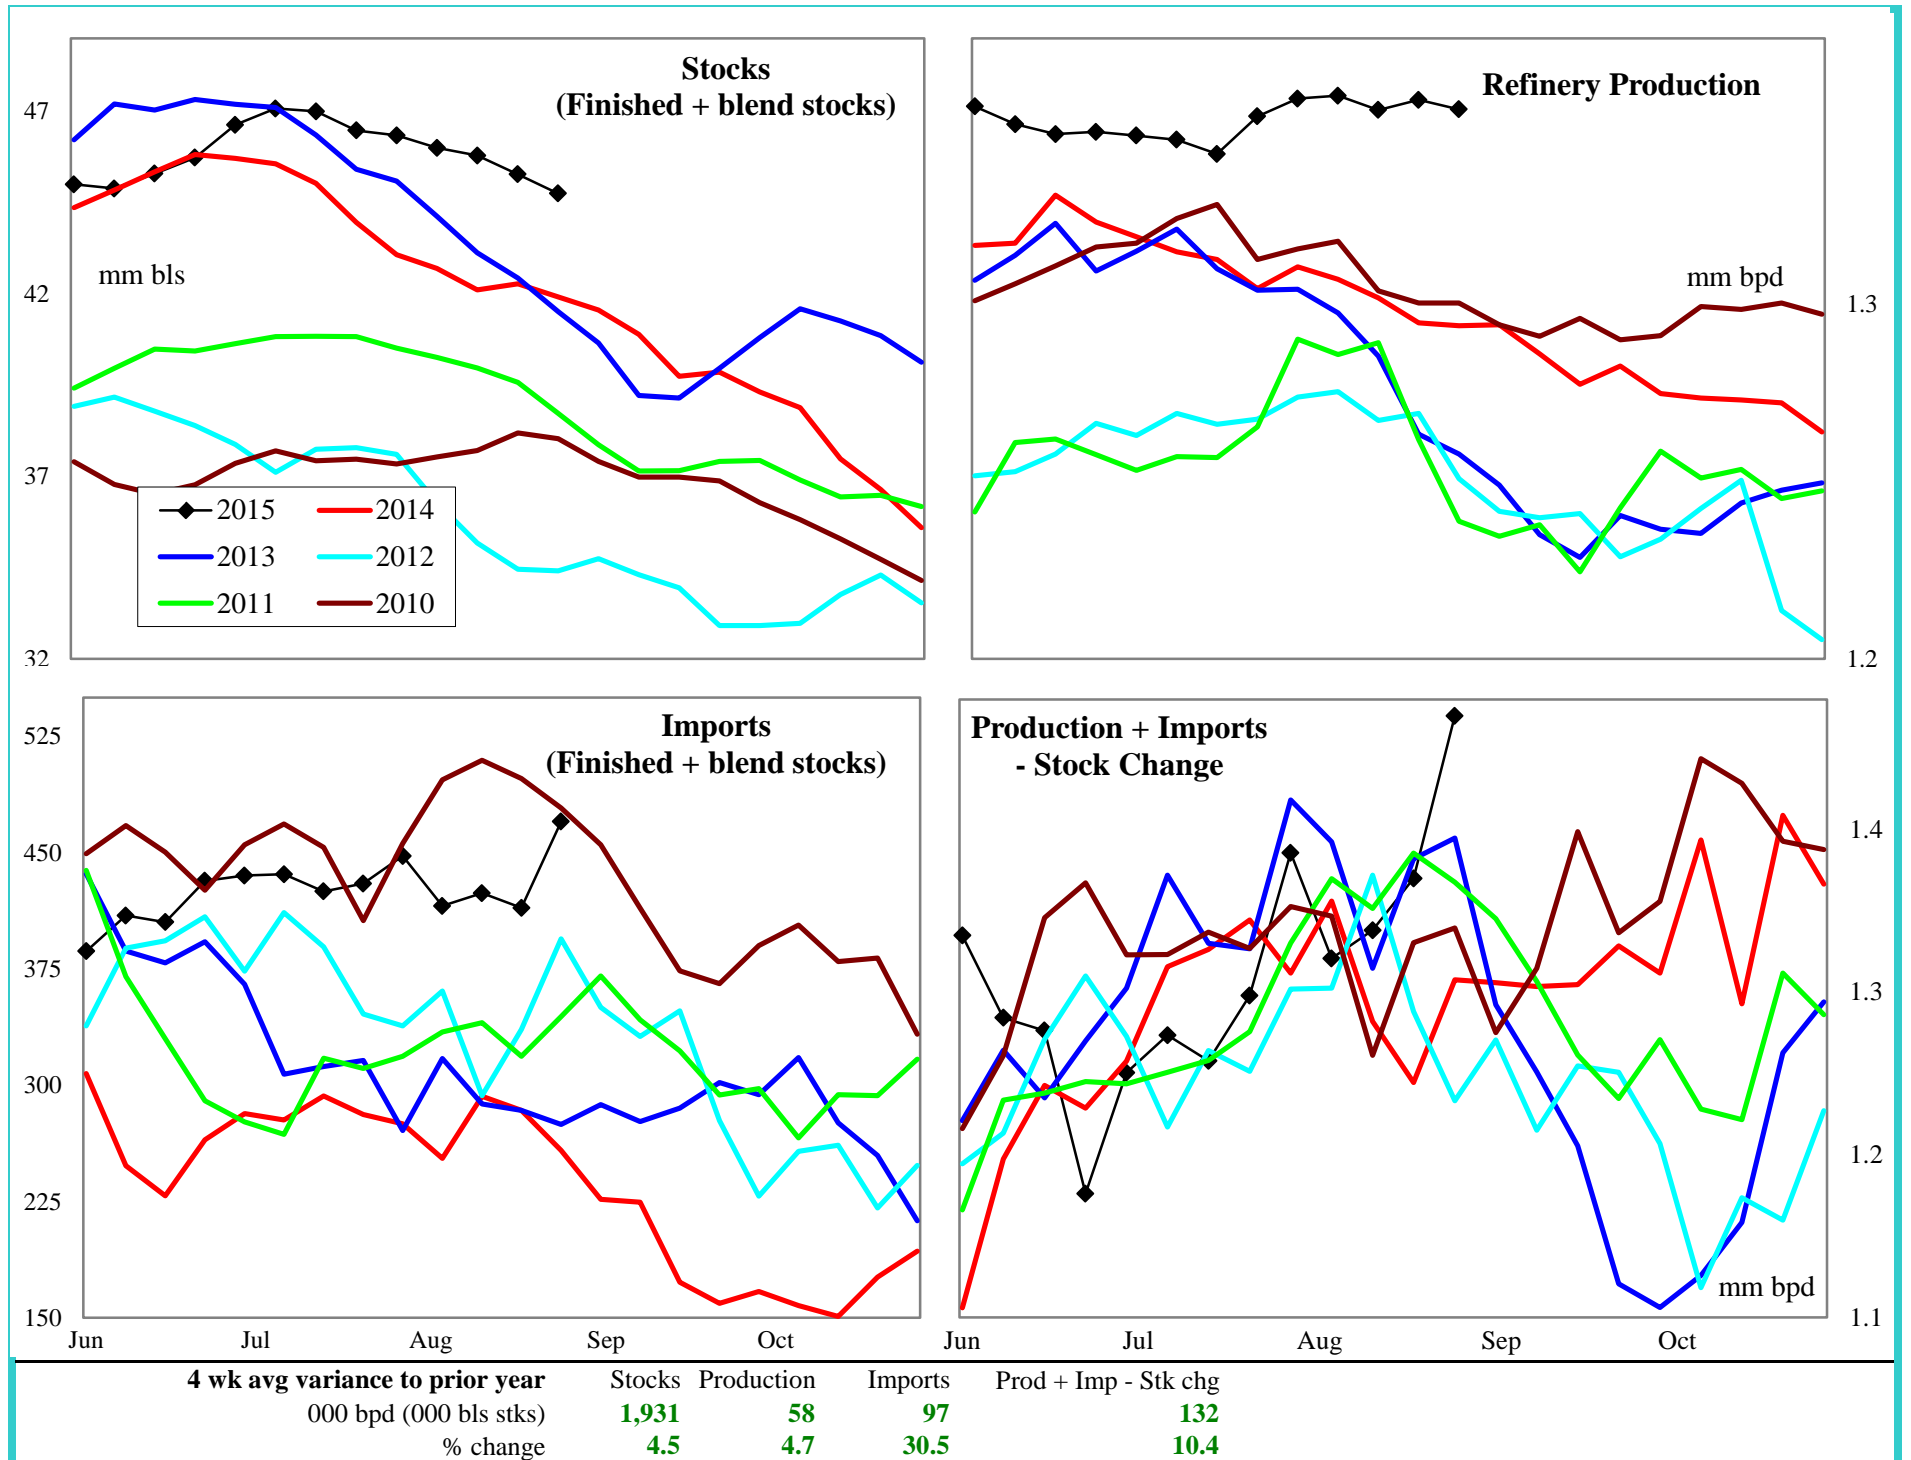 Stocks
(Finished + blend stocks)
47
42
37
32
mm bls
2015
2014
2013
2012
2011
2010
Refinery Production
mm bpd
1.3
1.2
Imports
(Finished + blend stocks)
525
450
375
300
225
150
Jun Jul Aug Sep Oct
Production + Imports
- Stock Change
1.4
1.3
1.2
1.1
mm bpd
Jun Jul Aug Sep Oct
4 wk avg variance to prior year Stocks Production Imports Prod + Imp - Stk chg
000 bpd (000 bls stks) 1,931 58 97 132
% change 4.5 4.7 30.5 10.4